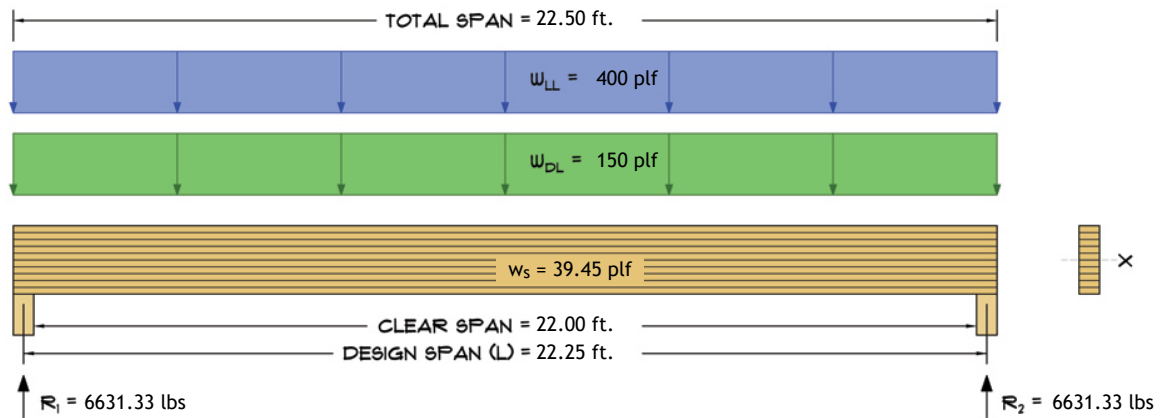 TOTAL SPAN = 22.50 ft.
wLL = 400 plf
wDL = 150 plf
ws = 39.45 plf
X
CLEAR SPAN = 22.00 ft.
DESIGN SPAN (L) = 22.25 ft.
R1 = 6631.33 lbs
R2 = 6631.33 lbs